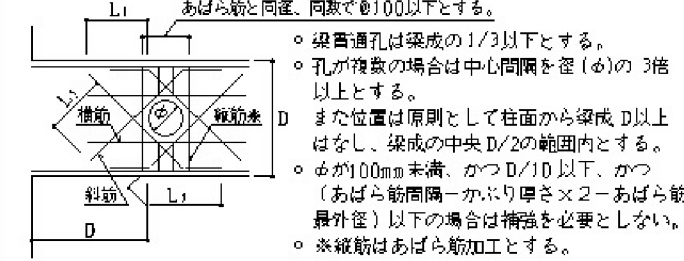 L₁ あばら筋と同径、同数で@100以下とする。
○ 梁貫通孔は梁成の1/3以下とする。
○ 孔が複数の場合は中心間隔を径(φ)の 3倍
以上とする。
また位置は原則として柱面から梁成 D以上
はなし、梁成の中央D/2の範囲内とする。
○ φが100mm未満、かつD/10以下、かつ
(あばら筋間隔-かぶり厚さ×2-あばら筋
最外径)以下の場合は補強を必要としない。
○ ※縦筋はあばら筋加工とする。
横筋
φ
縦筋※
D
斜筋
L₁
D